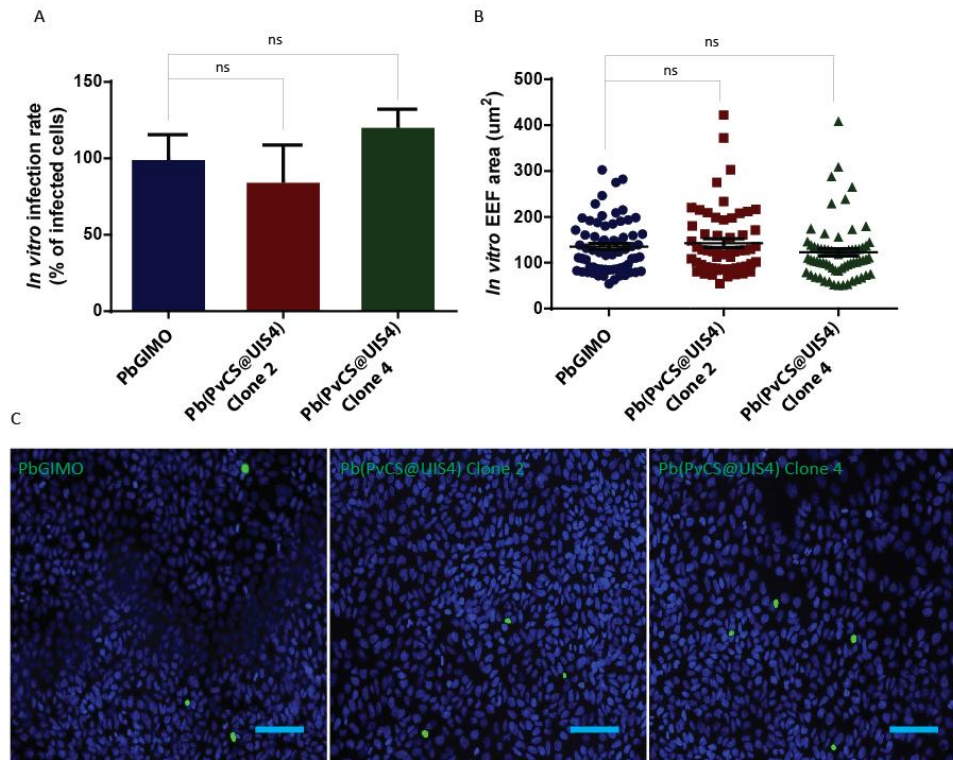 A
ns
ns
In vitro infection rate
(% of infected cells)
150
100
50
0
PbGIMO
Pb(PvCS@UIS4)
Clone 2
Pb(PvCS@UIS4)
Clone 4
B
ns
ns
In vitro EEF area (um²)
500
400
300
200
100
0
PbGIMO
Pb(PvCS@UIS4)
Clone 2
Pb(PvCS@UIS4)
Clone 4
C
PbGIMO
Pb(PvCS@UIS4) Clone 2
Pb(PvCS@UIS4) Clone 4